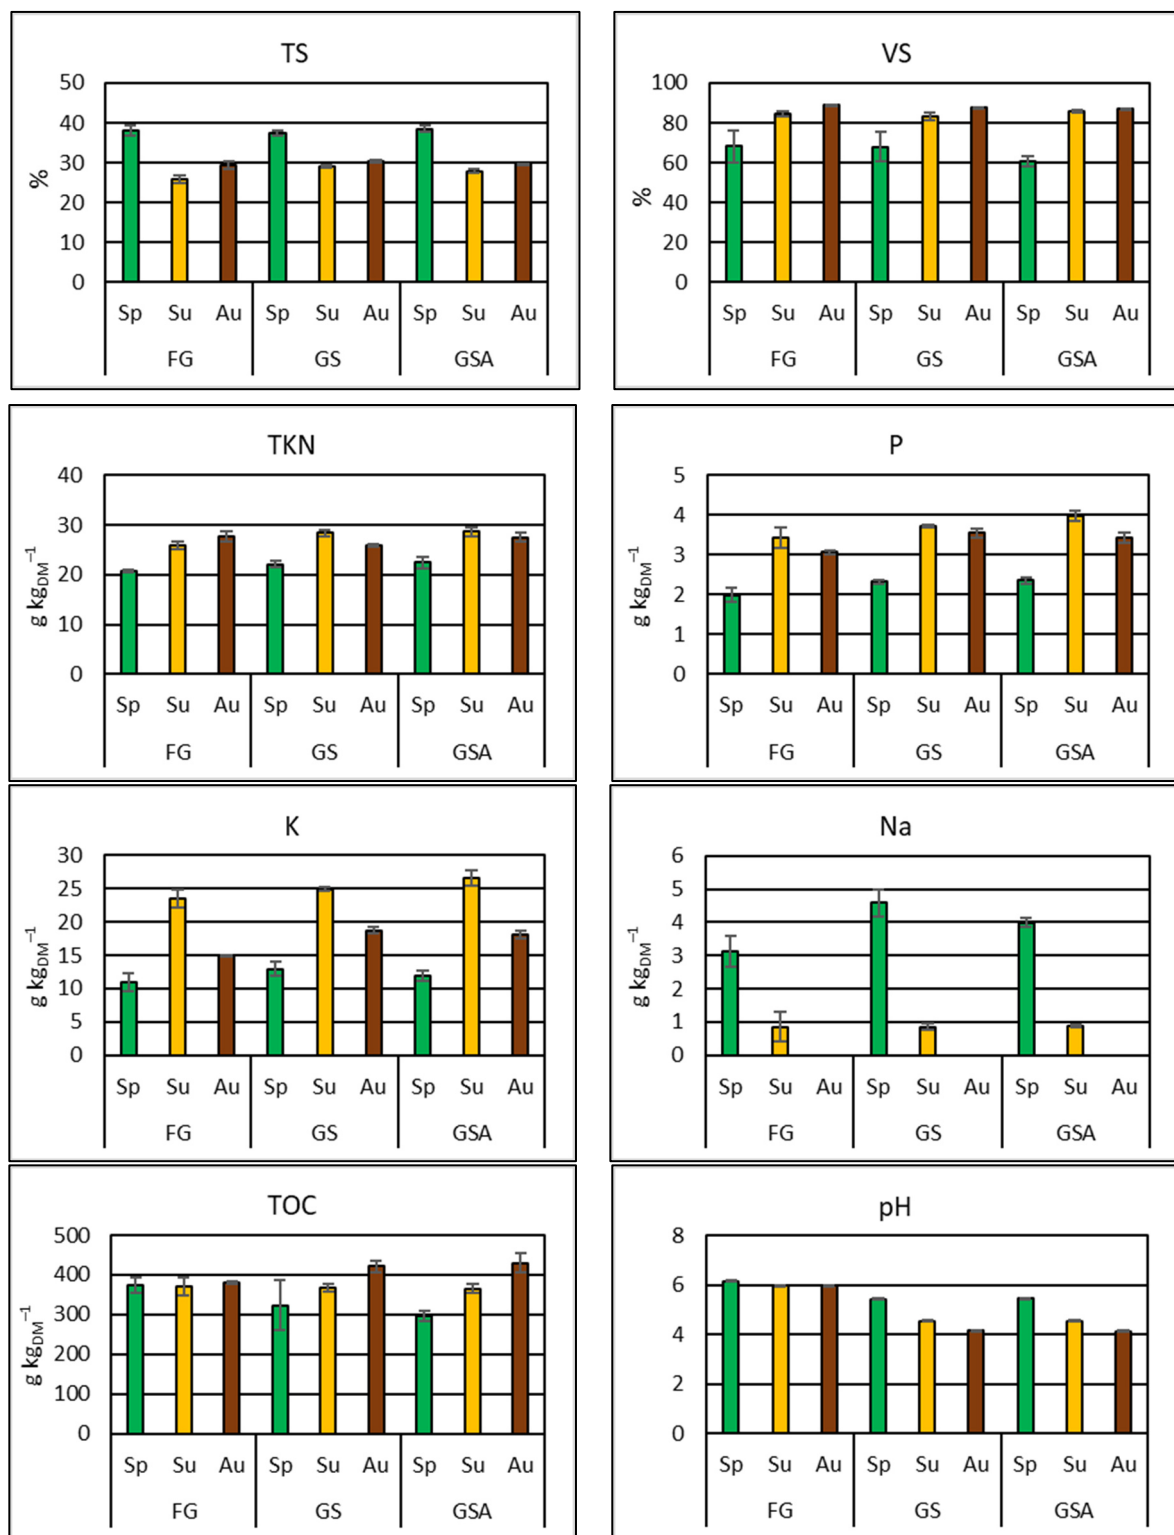 TS
50
40
30
20
10
0
%
Sp Su Au Sp Su Au Sp Su Au
FG GS GSA
VS
100
80
60
40
20
0
%
Sp Su Au Sp Su Au Sp Su Au
FG GS GSA
TKN
40
30
20
10
0
g kgDM⁻¹
Sp Su Au Sp Su Au Sp Su Au
FG GS GSA
P
5
4
3
2
1
0
g kgDM⁻¹
Sp Su Au Sp Su Au Sp Su Au
FG GS GSA
K
30
25
20
15
10
5
0
g kgDM⁻¹
Sp Su Au Sp Su Au Sp Su Au
FG GS GSA
Na
6
5
4
3
2
1
0
g kgDM⁻¹
Sp Su Au Sp Su Au Sp Su Au
FG GS GSA
TOC
500
400
300
200
100
0
g kgDM⁻¹
Sp Su Au Sp Su Au Sp Su Au
FG GS GSA
pH
8
6
4
2
0
Sp Su Au Sp Su Au Sp Su Au
FG GS GSA